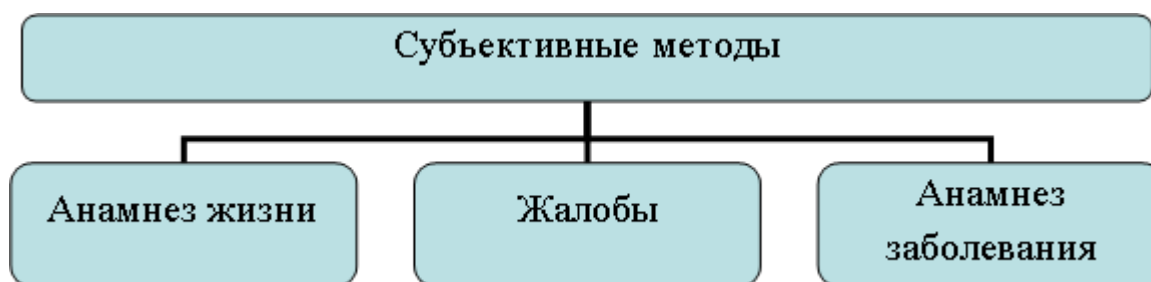 Субъективные методы
Анамнез жизни
Жалобы
Анамнез
заболевания